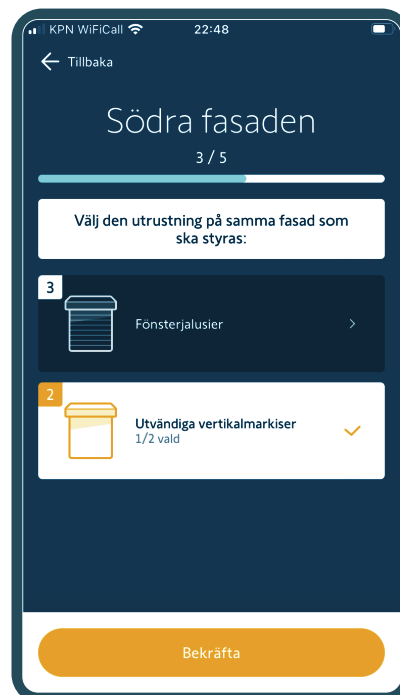 KPN WiFiCall 22:48
Tillbaka
Södra fasaden
3 / 5
Välj den utrustning på samma fasad som
ska styras:
3
Fönsterjalusier
2
Utvändiga vertikalmarkiser
1/2 vald
Bekräfta